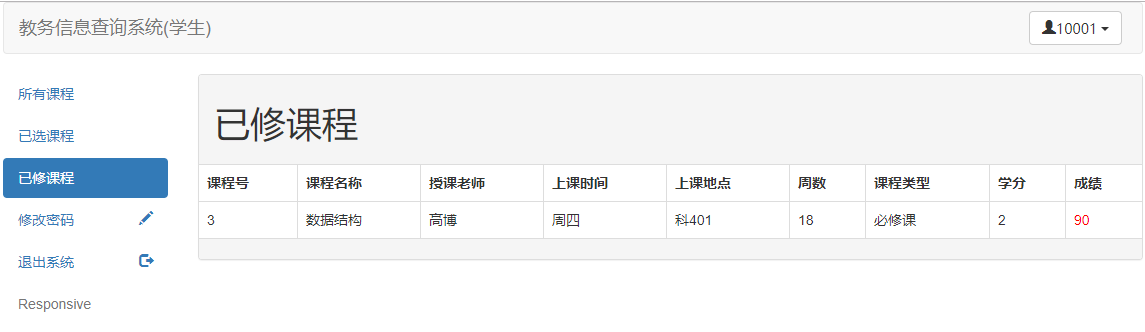 教务信息查询系统(学生)
10001
所有课程
已选课程
已修课程
修改密码
退出系统
Responsive
已修课程
课程号 课程名称 授课老师 上课时间 上课地点 周数 课程类型 学分 成绩
3 数据结构 高博 周四 科401 18 必修课 2 90